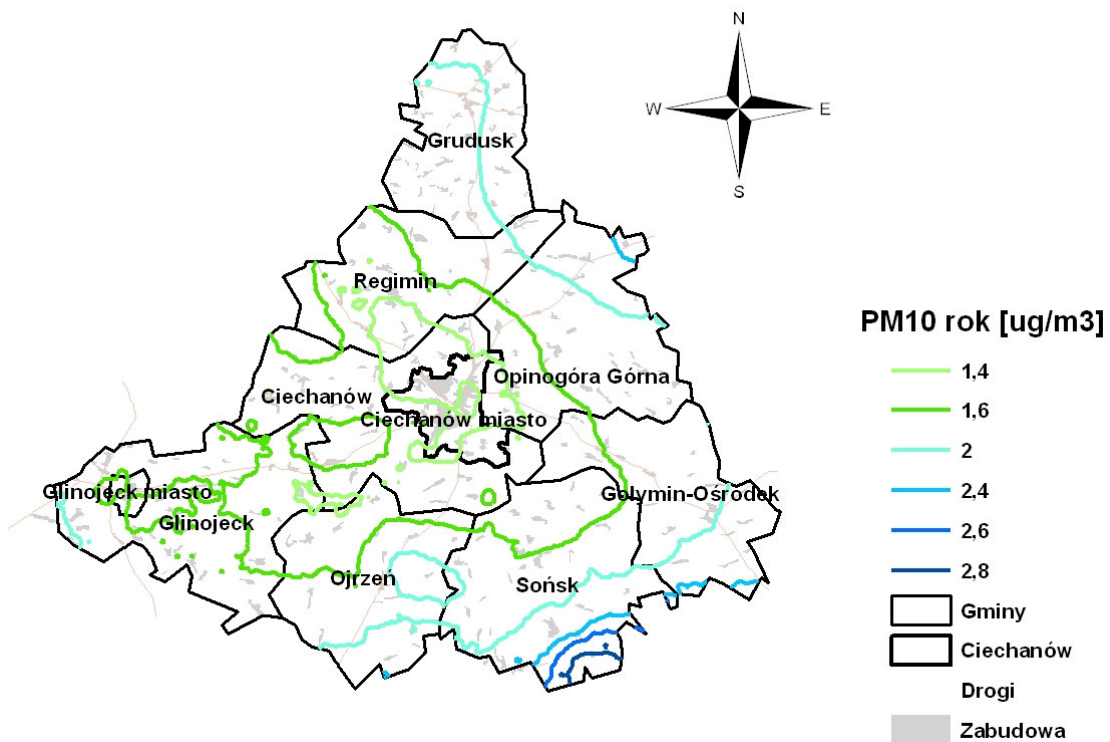 N
W
E
S
Grudusk
Regimin
Opinogóra Górna
Ciechanów
Ciechanów miasto
Glinojeck miasto
Gołymin-Osrodek
Glinojeck
Ojrzeń
Sońsk
PM10 rok [ug/m3]
1,4
1,6
2
2,4
2,6
2,8
Gminy
Ciechanów
Drogi
Zabudowa